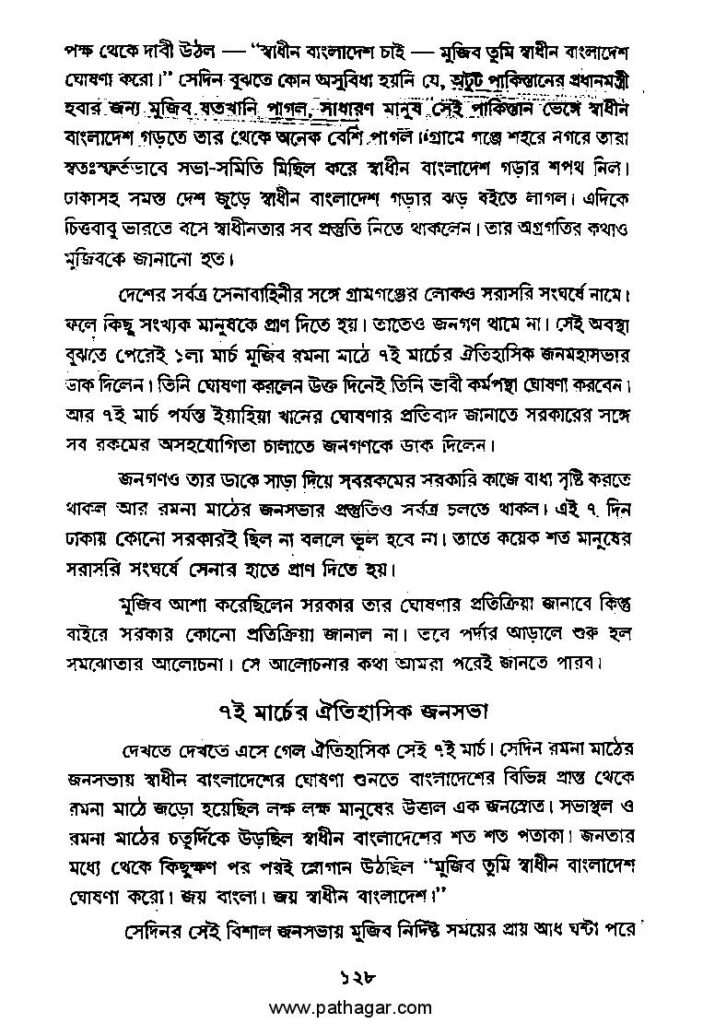 পক্ষ থেকে দাবী উঠল — “স্বাধীন বাংলাদেশ চাই — মুজিব তুমি স্বাধীন বাংলাদেশ
ঘোষণা করো।” সেদিন বুঝতে কোন অসুবিধা হয়নি যে, অটুট পাকিস্তানের প্রধানমন্ত্রী
হবার জন্য মুজিব যতখানি পাগল, সাধারণ মানুষ সেই পাকিস্তান ভেঙ্গে স্বাধীন
বাংলাদেশ গড়তে তার থেকে অনেক বেশি পাগল। গ্রামে গঞ্জে শহরে নগরে তারা
স্বতঃস্ফর্তভাবে সভা-সমিতি মিছিল করে স্বাধীন বাংলাদেশ গড়ার শপথ নিল।
ঢাকাসহ সমস্ত দেশ জুড়ে স্বাধীন বাংলাদেশ গড়ার ঝড় বইতে লাগল। এদিকে
চিত্তবাবু ভারতে বসে স্বাধীনতার সব প্রস্তুতি নিতে থাকলেন। তার অগ্রগতির কথাও
মুজিবকে জানানো হত।
দেশের সর্বত্র সেনাবাহিনীর সঙ্গে গ্রামগঞ্জের লোকও সরাসরি সংঘর্ষে নামে।
ফলে কিছু সংখ্যক মানুষকে প্রাণ দিতে হয়। তাতেও জনগণ থামে না। সেই অবস্থা
বুঝতে পেরেই ১লা মার্চ মুজিব রমনা মাঠে ৭ই মার্চের ঐতিহাসিক জনমহাসভার
ডাক দিলেন। তিনি ঘোষণা করলেন উক্ত দিনেই তিনি ভাবী কর্মপন্থা ঘোষণা করবেন।
আর ৭ই মার্চ পর্যন্ত ইয়াহিয়া খানের ঘোষণার প্রতিবাদ জানাতে সরকারের সঙ্গে
সব রকমের অসহযোগিতা চালাতে জনগণকে ডাক দিলেন।
জনগণও তার ডাকে সাড়া দিয়ে সবরকমের সরকারি কাজে বাধা সৃষ্টি করতে
থাকল আর রমনা মাঠের জনসভার প্রস্তুতিও সর্বত্র চলতে থাকল। এই ৭ দিন
ঢাকায় কোনো সরকারই ছিল না বললে ভুল হবে না। তাতে কয়েক শত মানুষের
সরাসরি সংঘর্ষে সেনার হাতে প্রাণ দিতে হয়।
মুজিব আশা করেছিলেন সরকার তার ঘোষণার প্রতিক্রিয়া জানাবে কিন্তু
বাইরে সরকার কোনো প্রতিক্রিয়া জানাল না। তবে পর্দার আড়ালে শুরু হল
সমঝোতার আলোচনা। সে আলোচনার কথা আমরা পরেই জানতে পারব।
৭ই মার্চের ঐতিহাসিক জনসভা
দেখতে দেখতে এসে গেল ঐতিহাসিক সেই ৭ই মার্চ। সেদিন রমনা মাঠের
জনসভায় স্বাধীন বাংলাদেশের ঘোষণা শুনতে বাংলাদেশের বিভিন্ন প্রান্ত থেকে
রমনা মাঠে জড়ো হয়েছিল লক্ষ লক্ষ মানুষের উত্তাল এক জনস্রোত। সভাস্থল ও
রমনা মাঠের চতুর্দিকে উড়ছিল স্বাধীন বাংলাদেশের শত শত পতাকা। জনতার
মধ্যে থেকে কিছুক্ষণ পর পরই স্লোগান উঠছিল “মুজিব তুমি স্বাধীন বাংলাদেশ
ঘোষণা করো। জয় বাংলা। জয় স্বাধীন বাংলাদেশ।”
সেদিনর সেই বিশাল জনসভায় মুজিব নির্দিষ্ট সময়ের প্রায় আধ ঘন্টা পরে
১২৮
www.pathagar.com